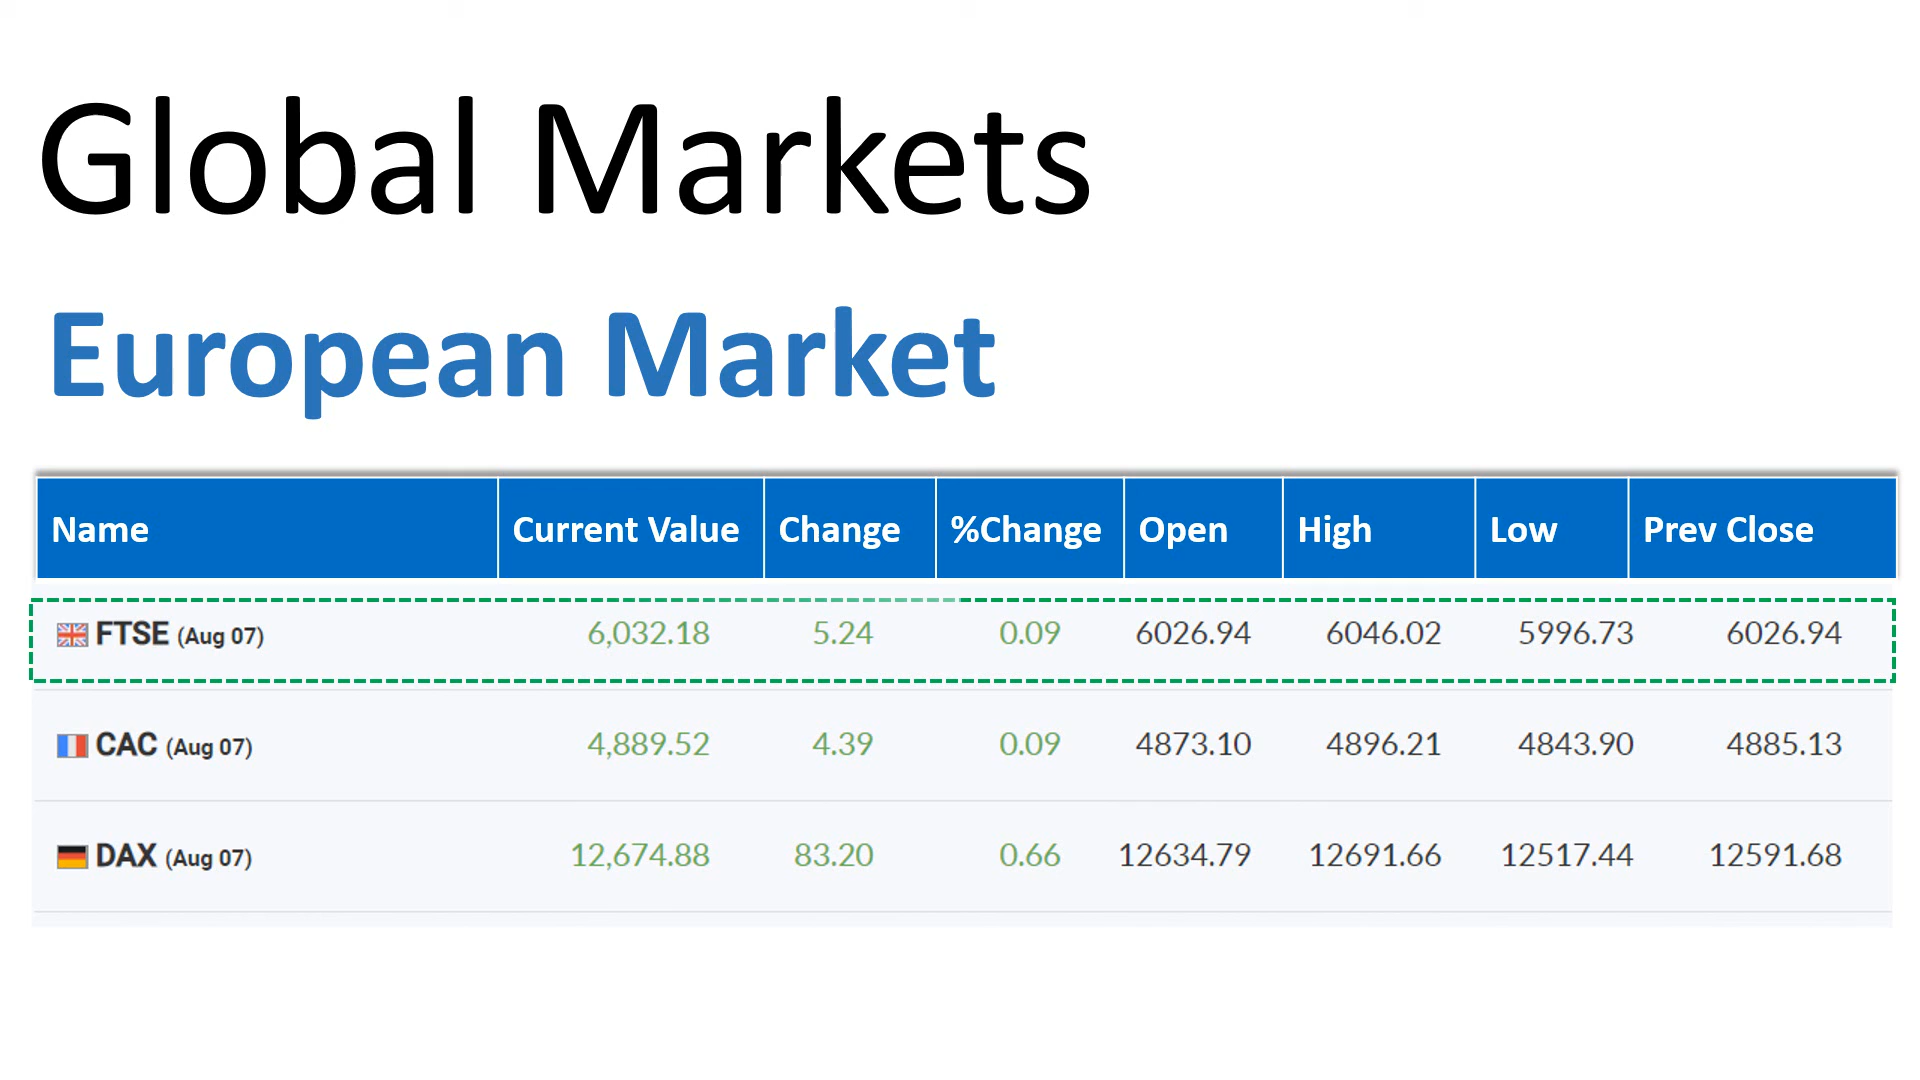 Global Markets
European Market
Name Current Value Change %Change Open High Low Prev Close
FTSE (Aug 07) 6,032.18 5.24 0.09 6026.94 6046.02 5996.73 6026.94
CAC (Aug 07) 4,889.52 4.39 0.09 4873.10 4896.21 4843.90 4885.13
DAX (Aug 07) 12,674.88 83.20 0.66 12634.79 12691.66 12517.44 12591.68